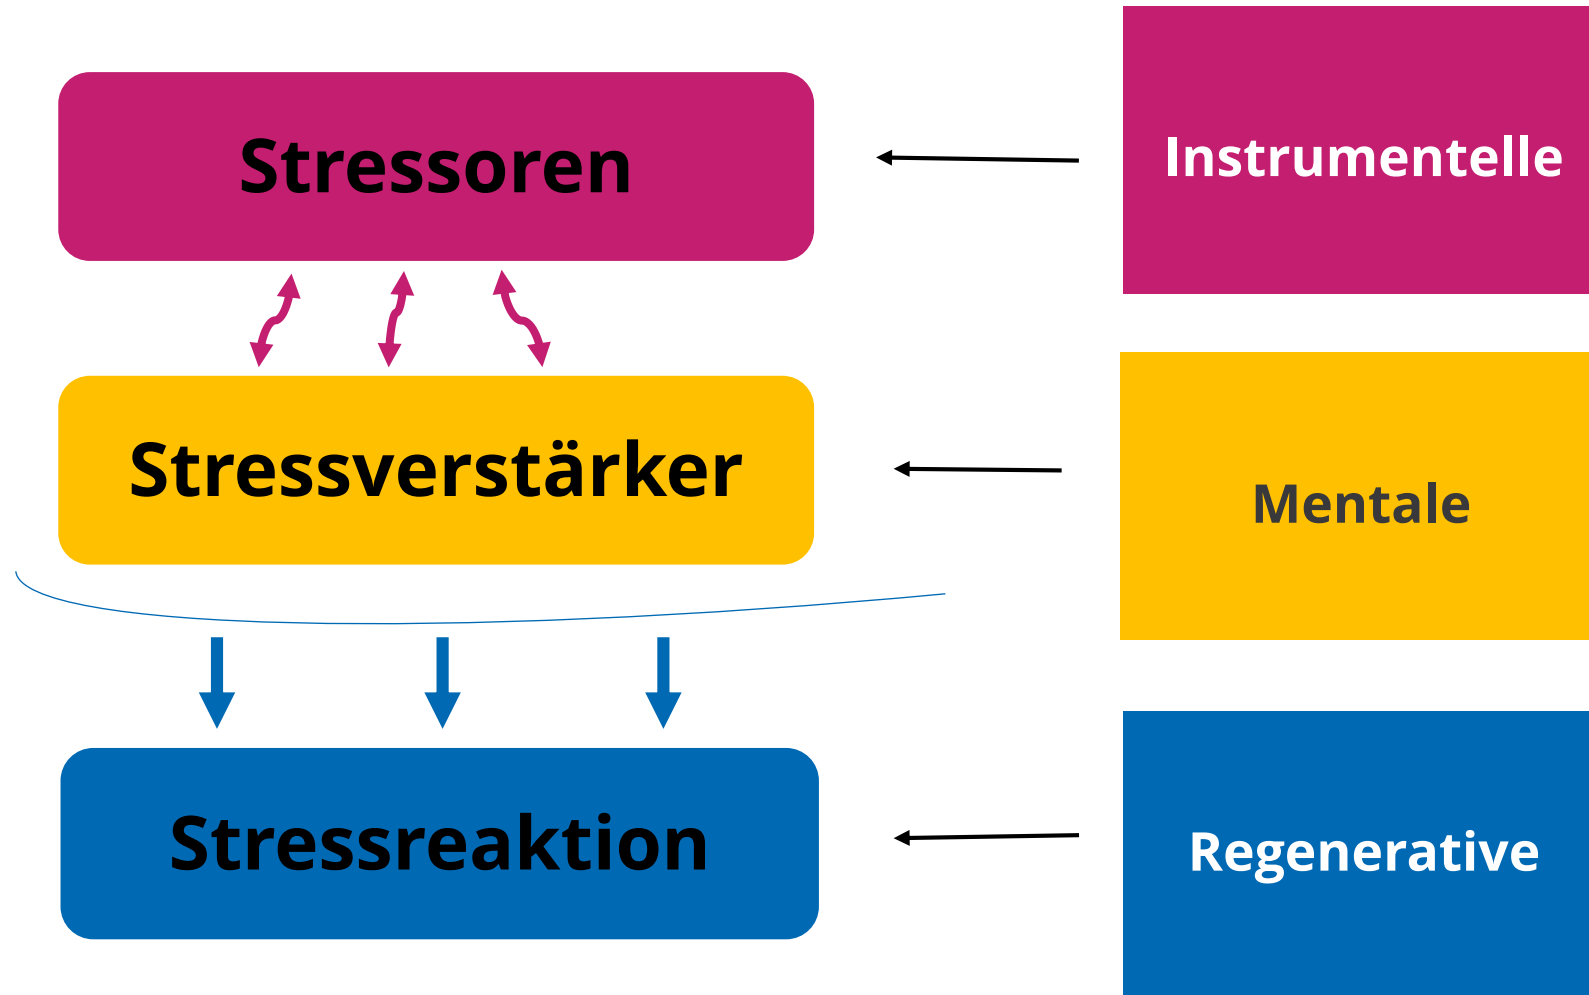 Stressoren
Instrumentelle
Stressverstärker
Mentale
Stressreaktion
Regenerative